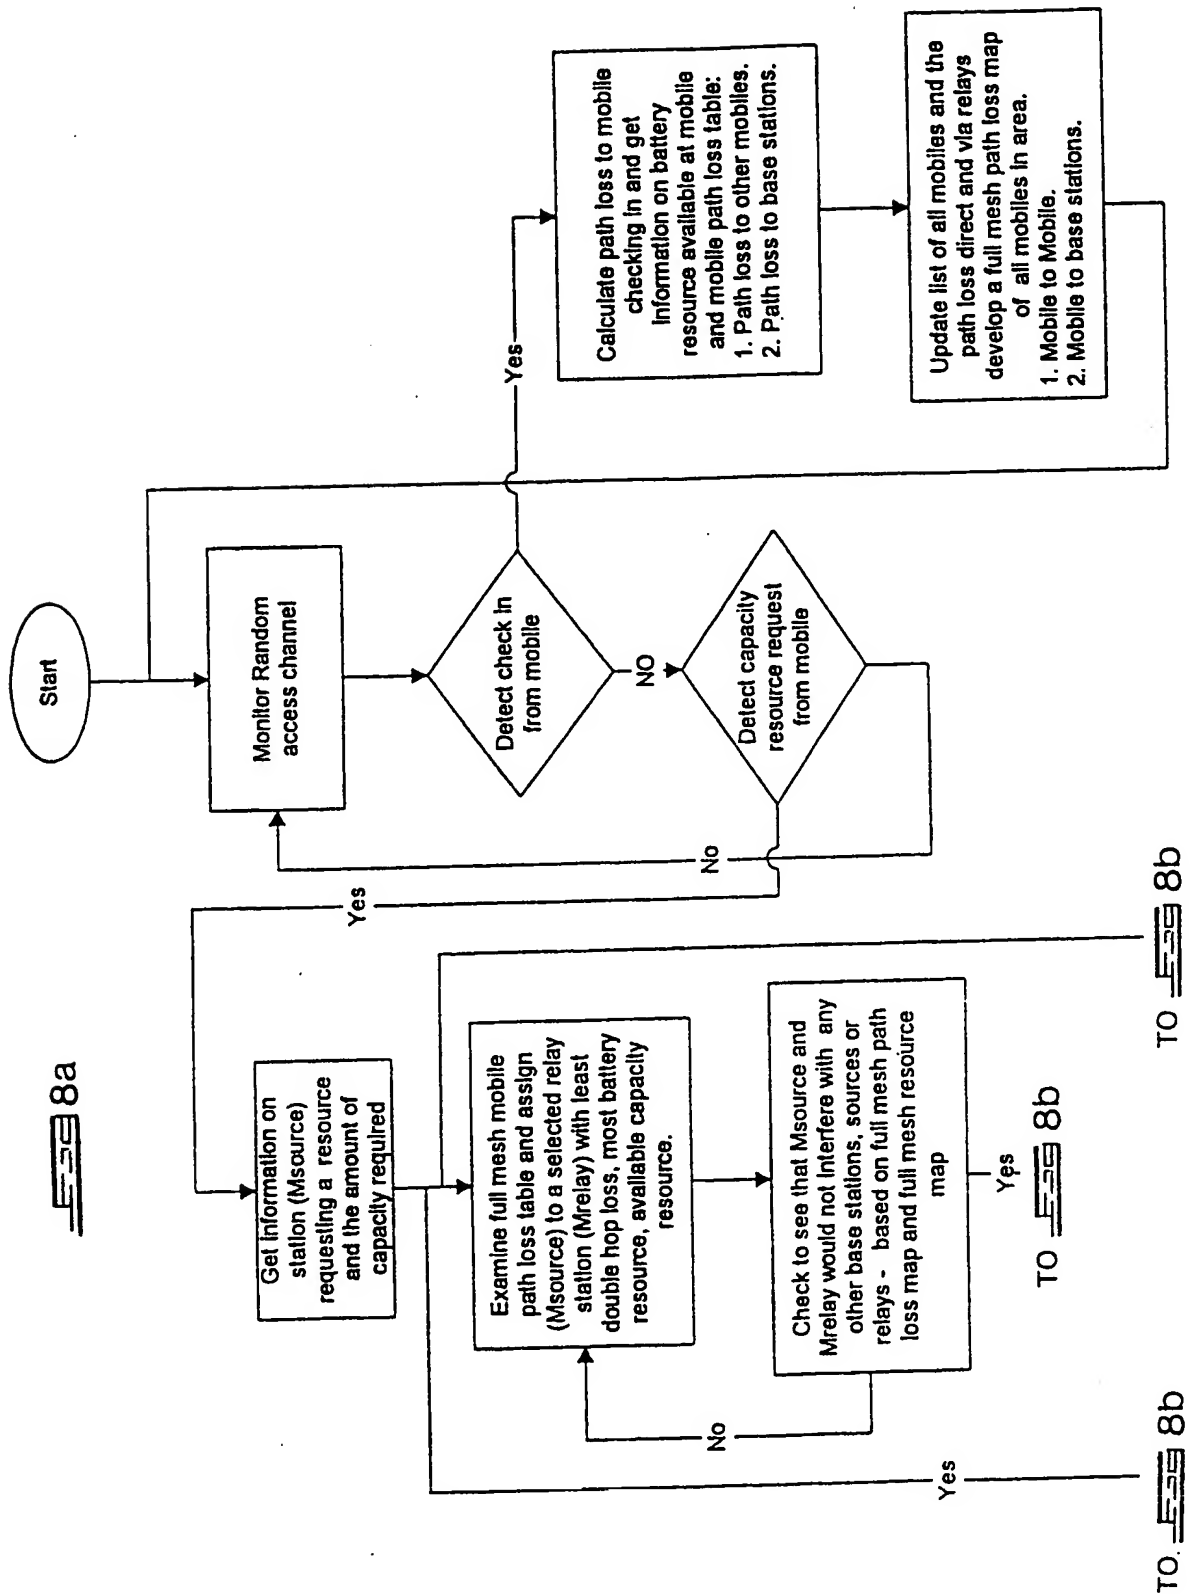 Fig 8a
Start
Monitor Random
access channel
Detect check in
from mobile
Yes
Calculate path loss to mobile
checking in and get
information on battery
resource available at mobile
and mobile path loss table:
1. Path loss to other mobiles.
2. Path loss to base stations.
Update list of all mobiles and the
path loss direct and via relays
develop a full mesh path loss map
of all mobiles in area.
1. Mobile to Mobile.
2. Mobile to base stations.
NO
Detect capacity
resource request
from mobile
No
Yes
Get information on
station (Msource)
requesting a resource
and the amount of
capacity required
Examine full mesh mobile
path loss table and assign
(Msource) to a selected relay
station (Mrelay) with least
double hop loss, most battery
resource, available capacity
resource.
No
Check to see that Msource and
Mrelay would not interfere with any
other base stations, sources or
relays - based on full mesh path
loss map and full mesh resource
map
Yes
Yes
TO Fig 8b
TO Fig 8b
TO. Fig 8b